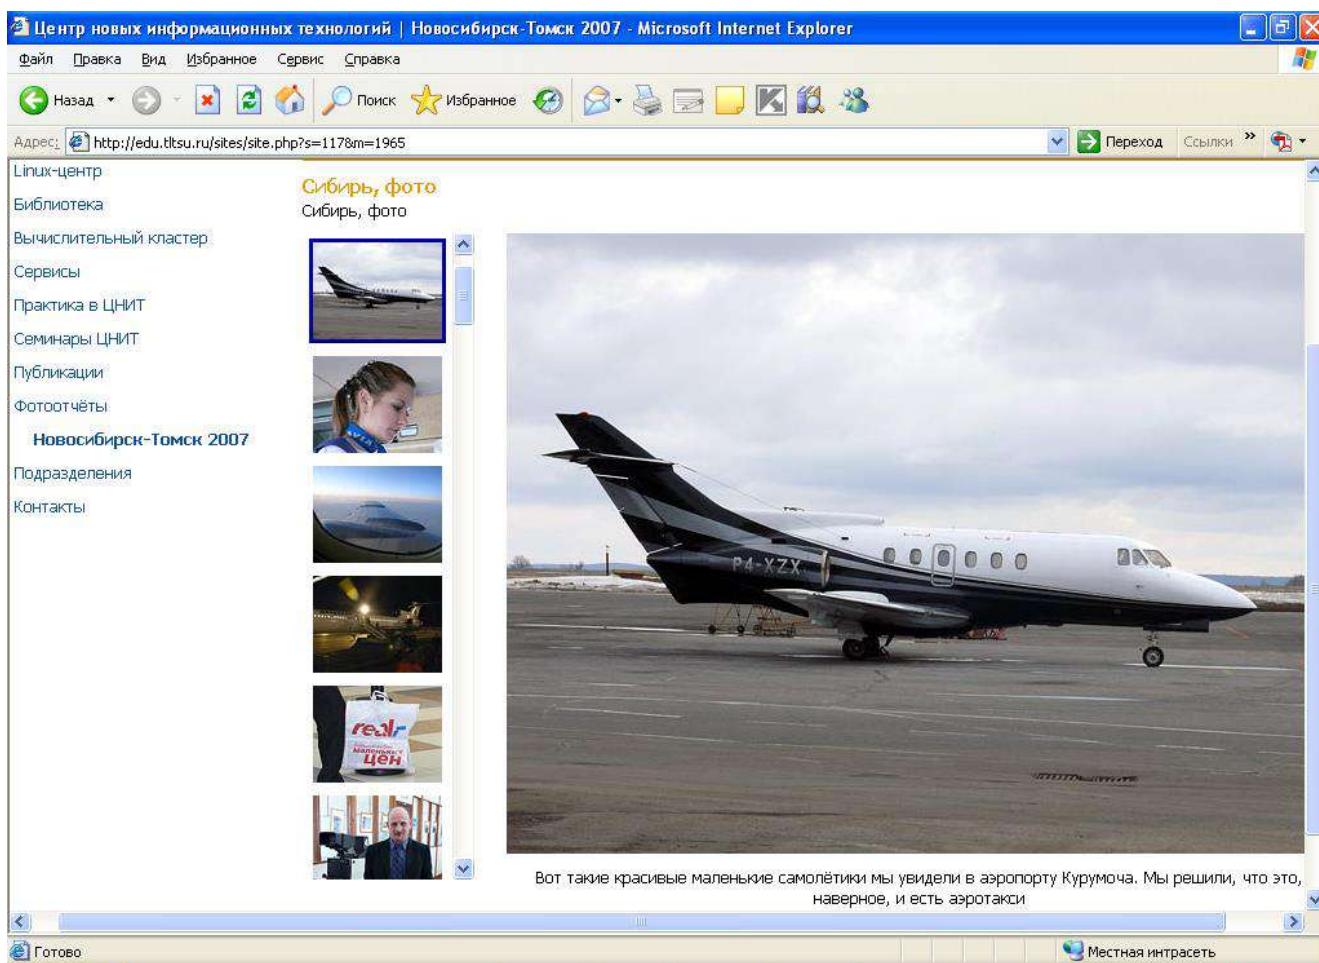 Центр новых информационных технологий | Новосибирск-Томск 2007 - Microsoft Internet Explorer
Файл Правка Вид Избранное Сервис Справка
Назад Поиск Избранное
Адрес: http://edu.tltsu.ru/sites/site.php?s=117&m=1965 Переход Ссылки »
Linux-центр
Библиотека
Вычислительный кластер
Сервисы
Практика в ЦНИТ
Семинары ЦНИТ
Публикации
Фотоотчёты
Новосибирск-Томск 2007
Подразделения
Контакты
Сибирь, фото
Сибирь, фото
real,-
маленьких
цен
P4-XZX
Вот такие красивые маленькие самолётики мы увидели в аэропорту Курумоча. Мы решили, что это,
наверное, и есть аэротакси
Готово Местная интрасеть